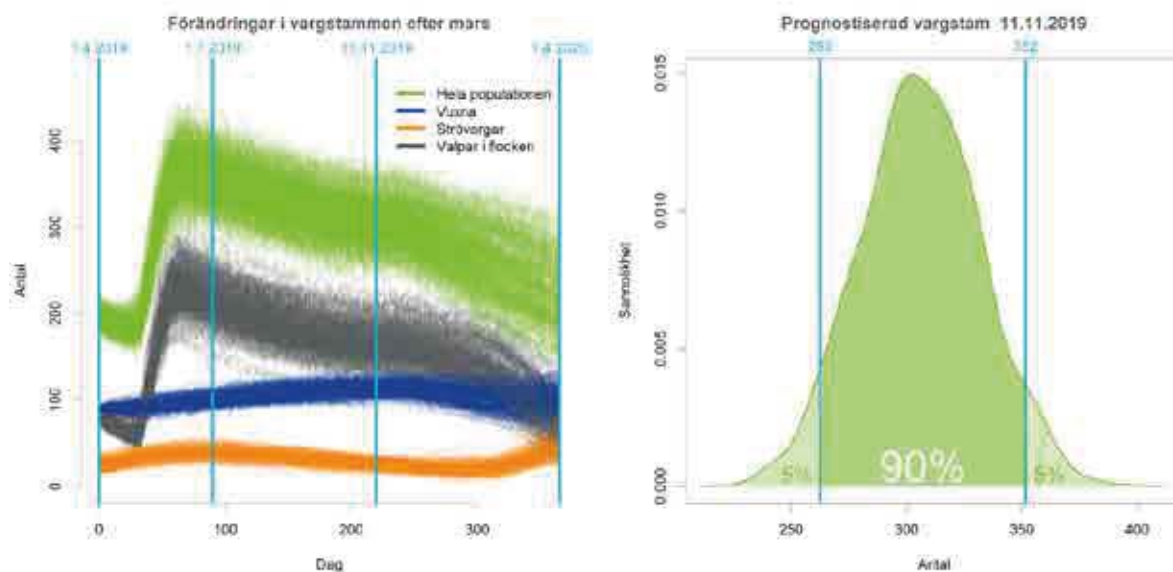 Förändringar i vargstammen efter mars
1.4.2019 1.7.2019 11.11.2019 1.4.2020
Hela populationen
Vuxna
Strövargar
Valpar i flocken
Antal
400
300
200
100
0
0 100 200 300
Dag
Prognostiserad vargstam 11.11.2019
263 352
Sannolikhet
0.015
0.010
0.005
0.000
5% 90% 5%
250 300 350 400
Antal